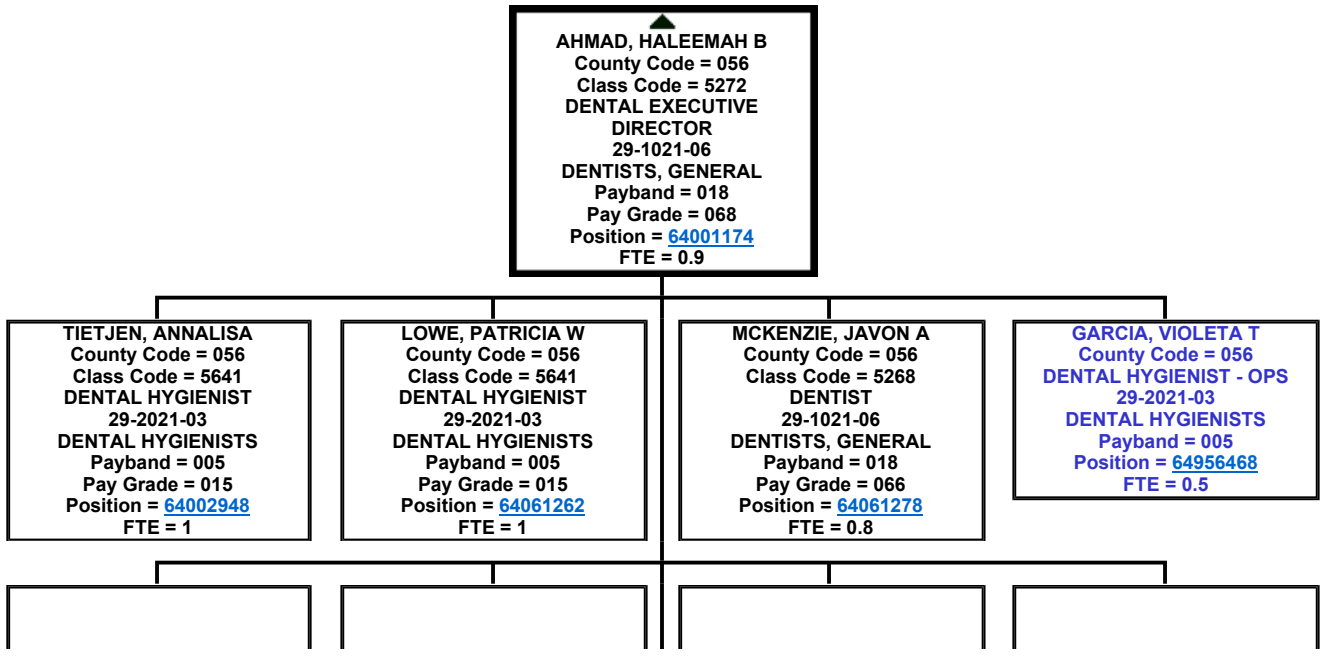 AHMAD, HALEEMAH B
County Code = 056
Class Code = 5272
DENTAL EXECUTIVE
DIRECTOR
29-1021-06
DENTISTS, GENERAL
Payband = 018
Pay Grade = 068
Position = 64001174
FTE = 0.9
TIETJEN, ANNALISA
County Code = 056
Class Code = 5641
DENTAL HYGIENIST
29-2021-03
DENTAL HYGIENISTS
Payband = 005
Pay Grade = 015
Position = 64002948
FTE = 1
LOWE, PATRICIA W
County Code = 056
Class Code = 5641
DENTAL HYGIENIST
29-2021-03
DENTAL HYGIENISTS
Payband = 005
Pay Grade = 015
Position = 64061262
FTE = 1
MCKENZIE, JAVON A
County Code = 056
Class Code = 5268
DENTIST
29-1021-06
DENTISTS, GENERAL
Payband = 018
Pay Grade = 066
Position = 64061278
FTE = 0.8
GARCIA, VIOLETA T
County Code = 056
DENTAL HYGIENIST - OPS
29-2021-03
DENTAL HYGIENISTS
Payband = 005
Position = 64956468
FTE = 0.5